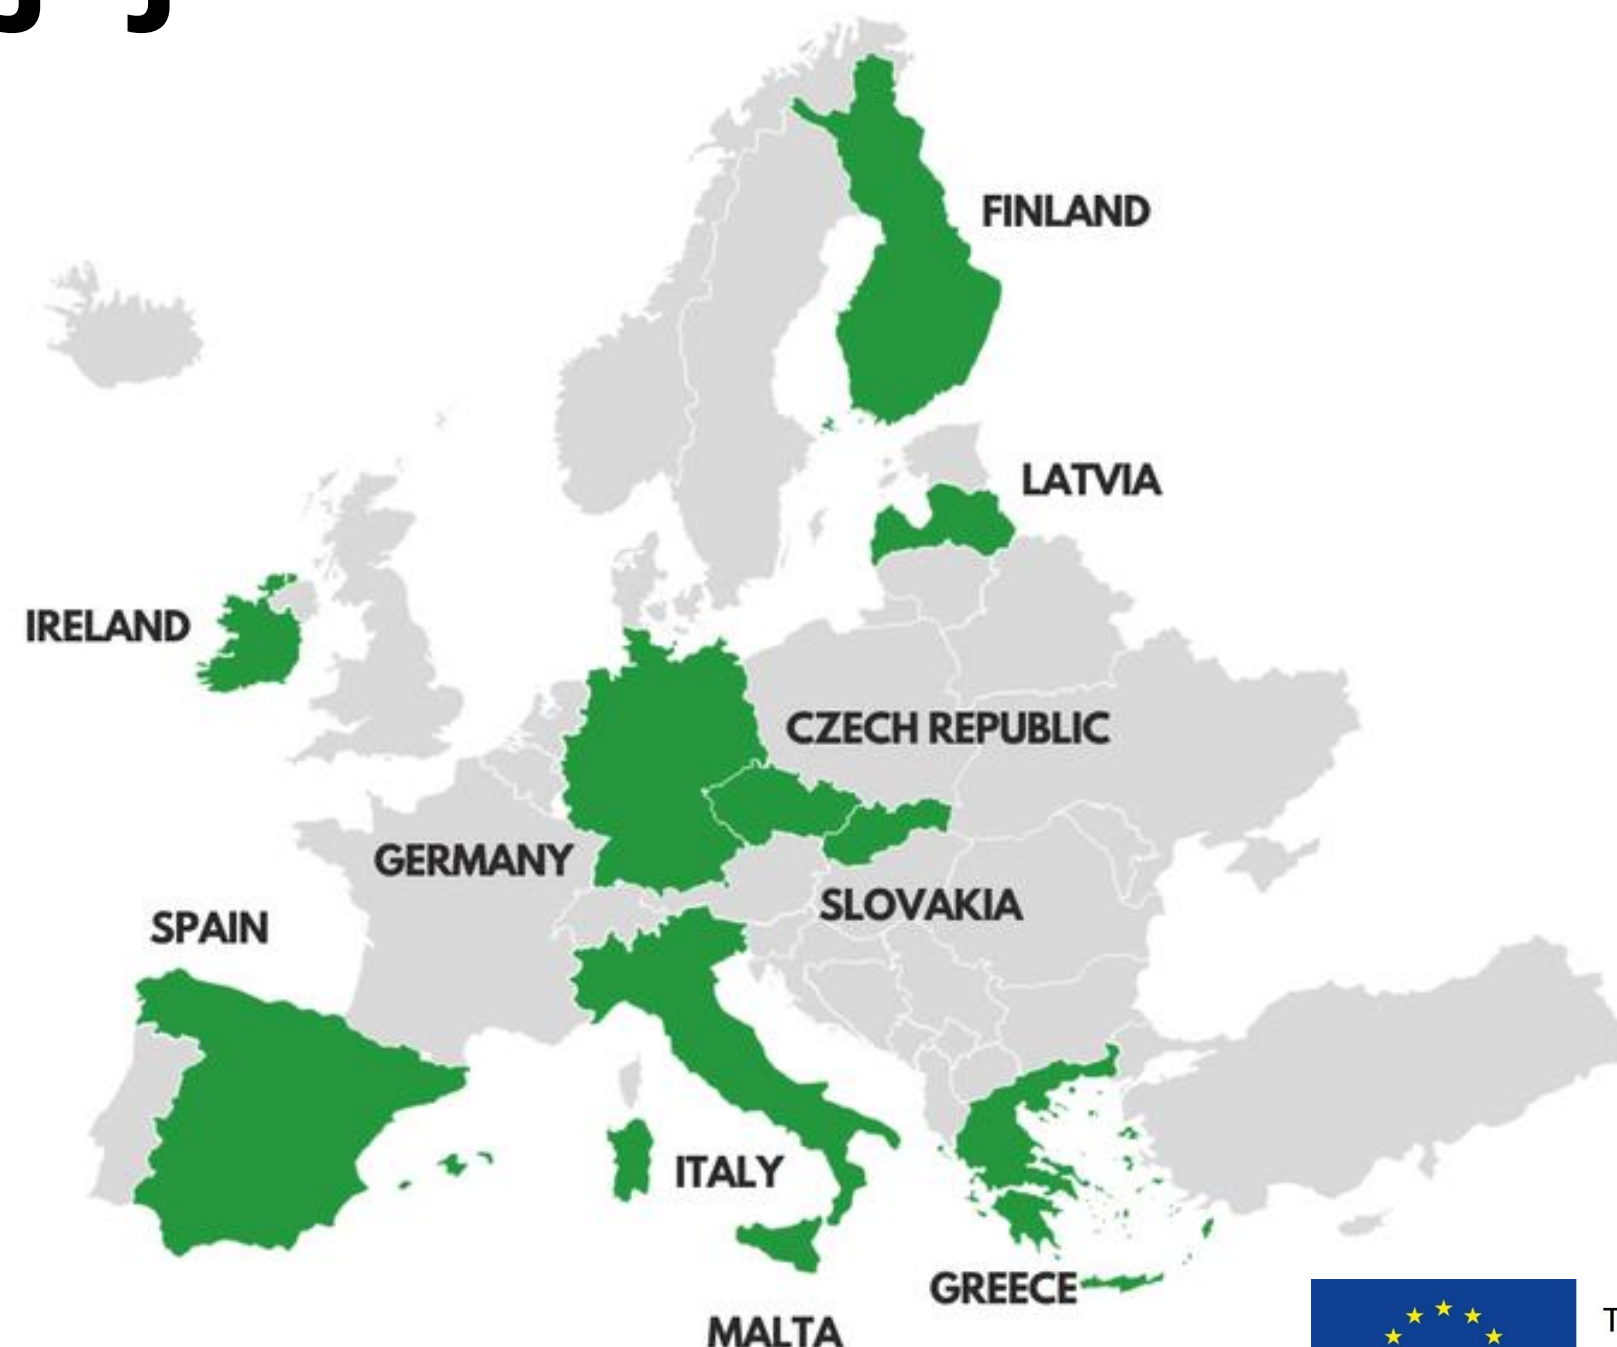 FINLAND
LATVIA
IRELAND
CZECH REPUBLIC
GERMANY
SLOVAKIA
SPAIN
ITALY
GREECE
MALTA